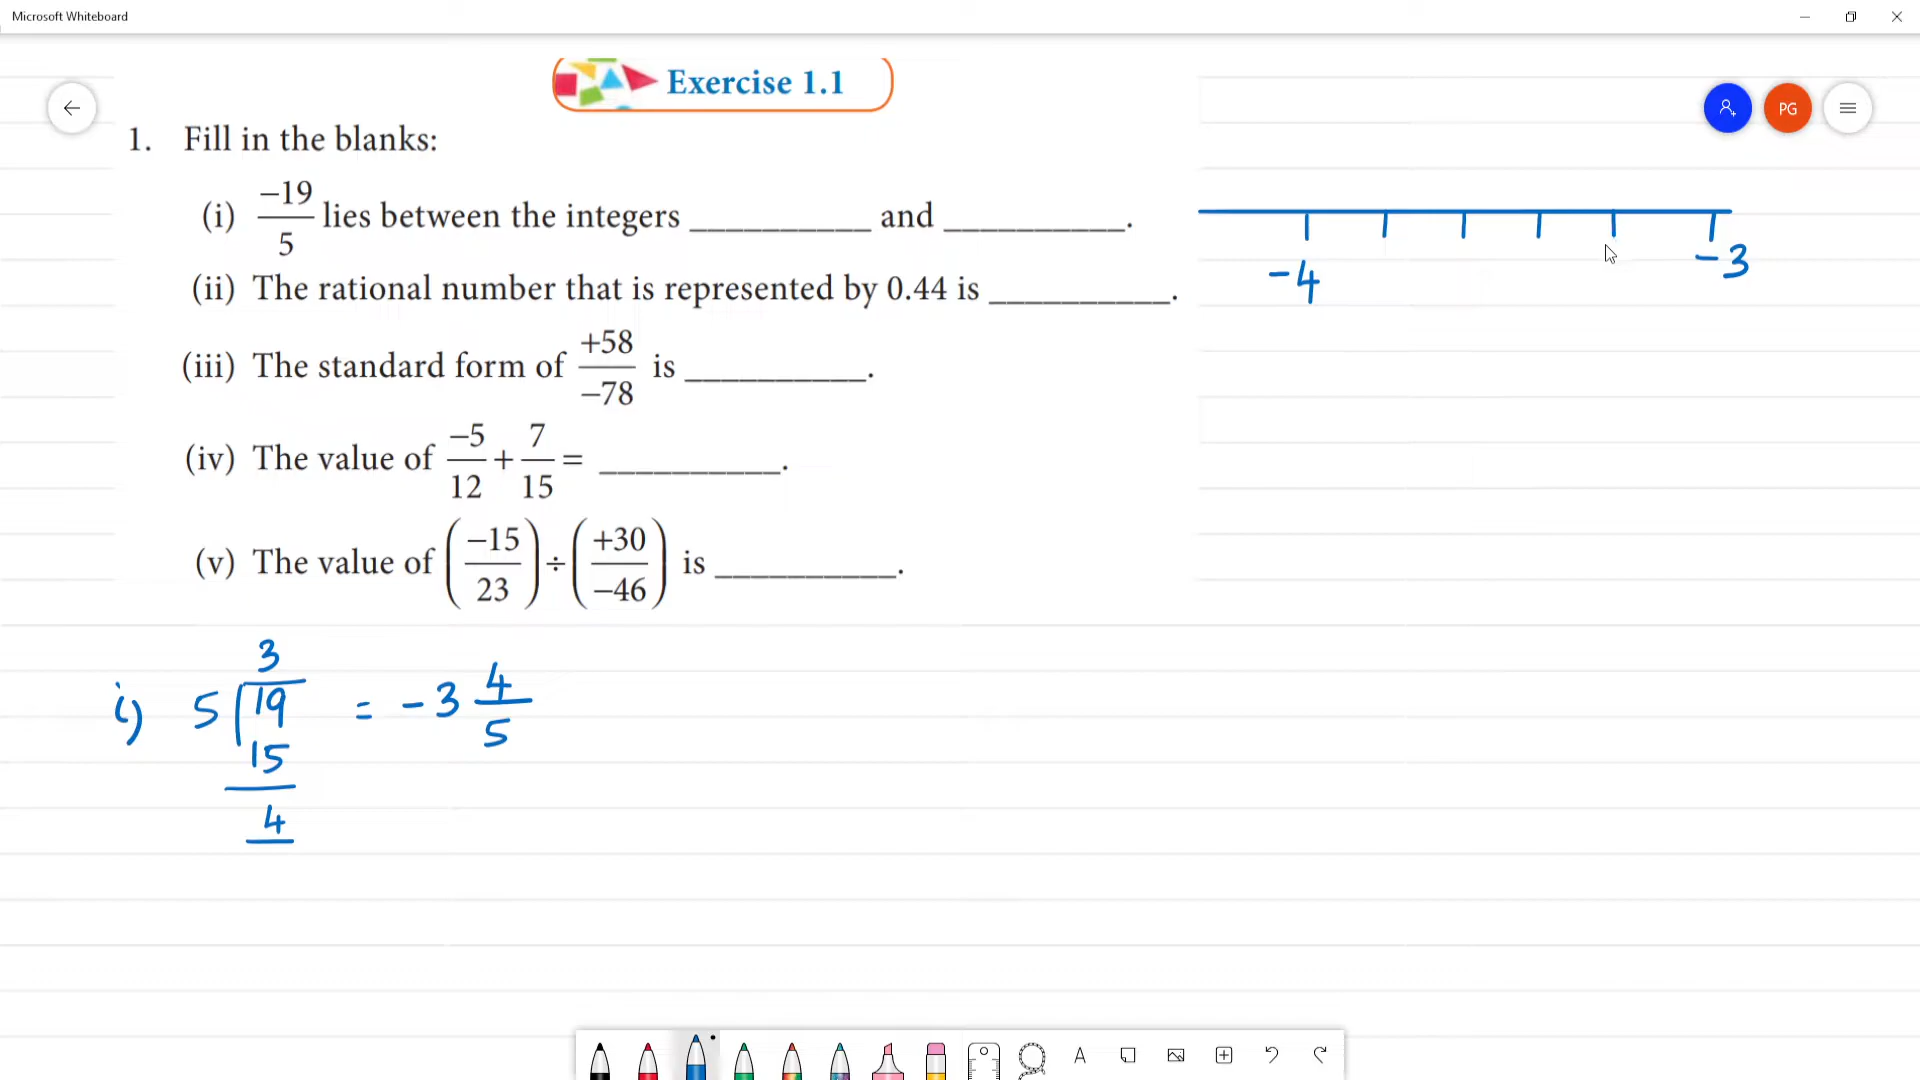 Microsoft Whiteboard
Exercise 1.1
PG
1. Fill in the blanks:
(i) −19/5 lies between the integers __________ and __________.
(ii) The rational number that is represented by 0.44 is __________.
(iii) The standard form of +58/−78 is __________.
(iv) The value of −5/12 + 7/15 = __________.
(v) The value of (−15/23) ÷ (+30/−46) is __________.
-4 -3
3
i) 5 19 = -3 4/5
15
4
A